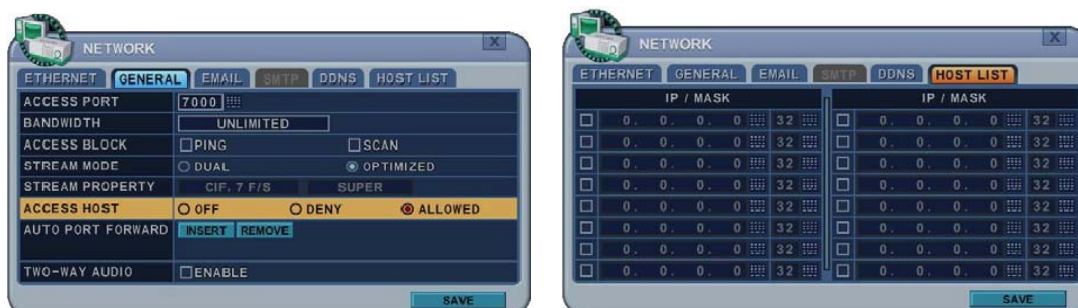 NETWORK
ETHERNET GENERAL EMAIL SMTP DDNS HOST LIST
ACCESS PORT 7000
BANDWIDTH UNLIMITED
ACCESS BLOCK PING SCAN
STREAM MODE DUAL OPTIMIZED
STREAM PROPERTY CIF, 7 F/S SUPER
ACCESS HOST OFF DENY ALLOWED
AUTO PORT FORWARD INSERT REMOVE
TWO-WAY AUDIO ENABLE
SAVE
NETWORK
ETHERNET GENERAL EMAIL SMTP DDNS HOST LIST
IP / MASK IP / MASK
0. 0. 0. 0 32 0. 0. 0. 0 32
0. 0. 0. 0 32 0. 0. 0. 0 32
0. 0. 0. 0 32 0. 0. 0. 0 32
0. 0. 0. 0 32 0. 0. 0. 0 32
0. 0. 0. 0 32 0. 0. 0. 0 32
0. 0. 0. 0 32 0. 0. 0. 0 32
0. 0. 0. 0 32 0. 0. 0. 0 32
0. 0. 0. 0 32 0. 0. 0. 0 32
SAVE